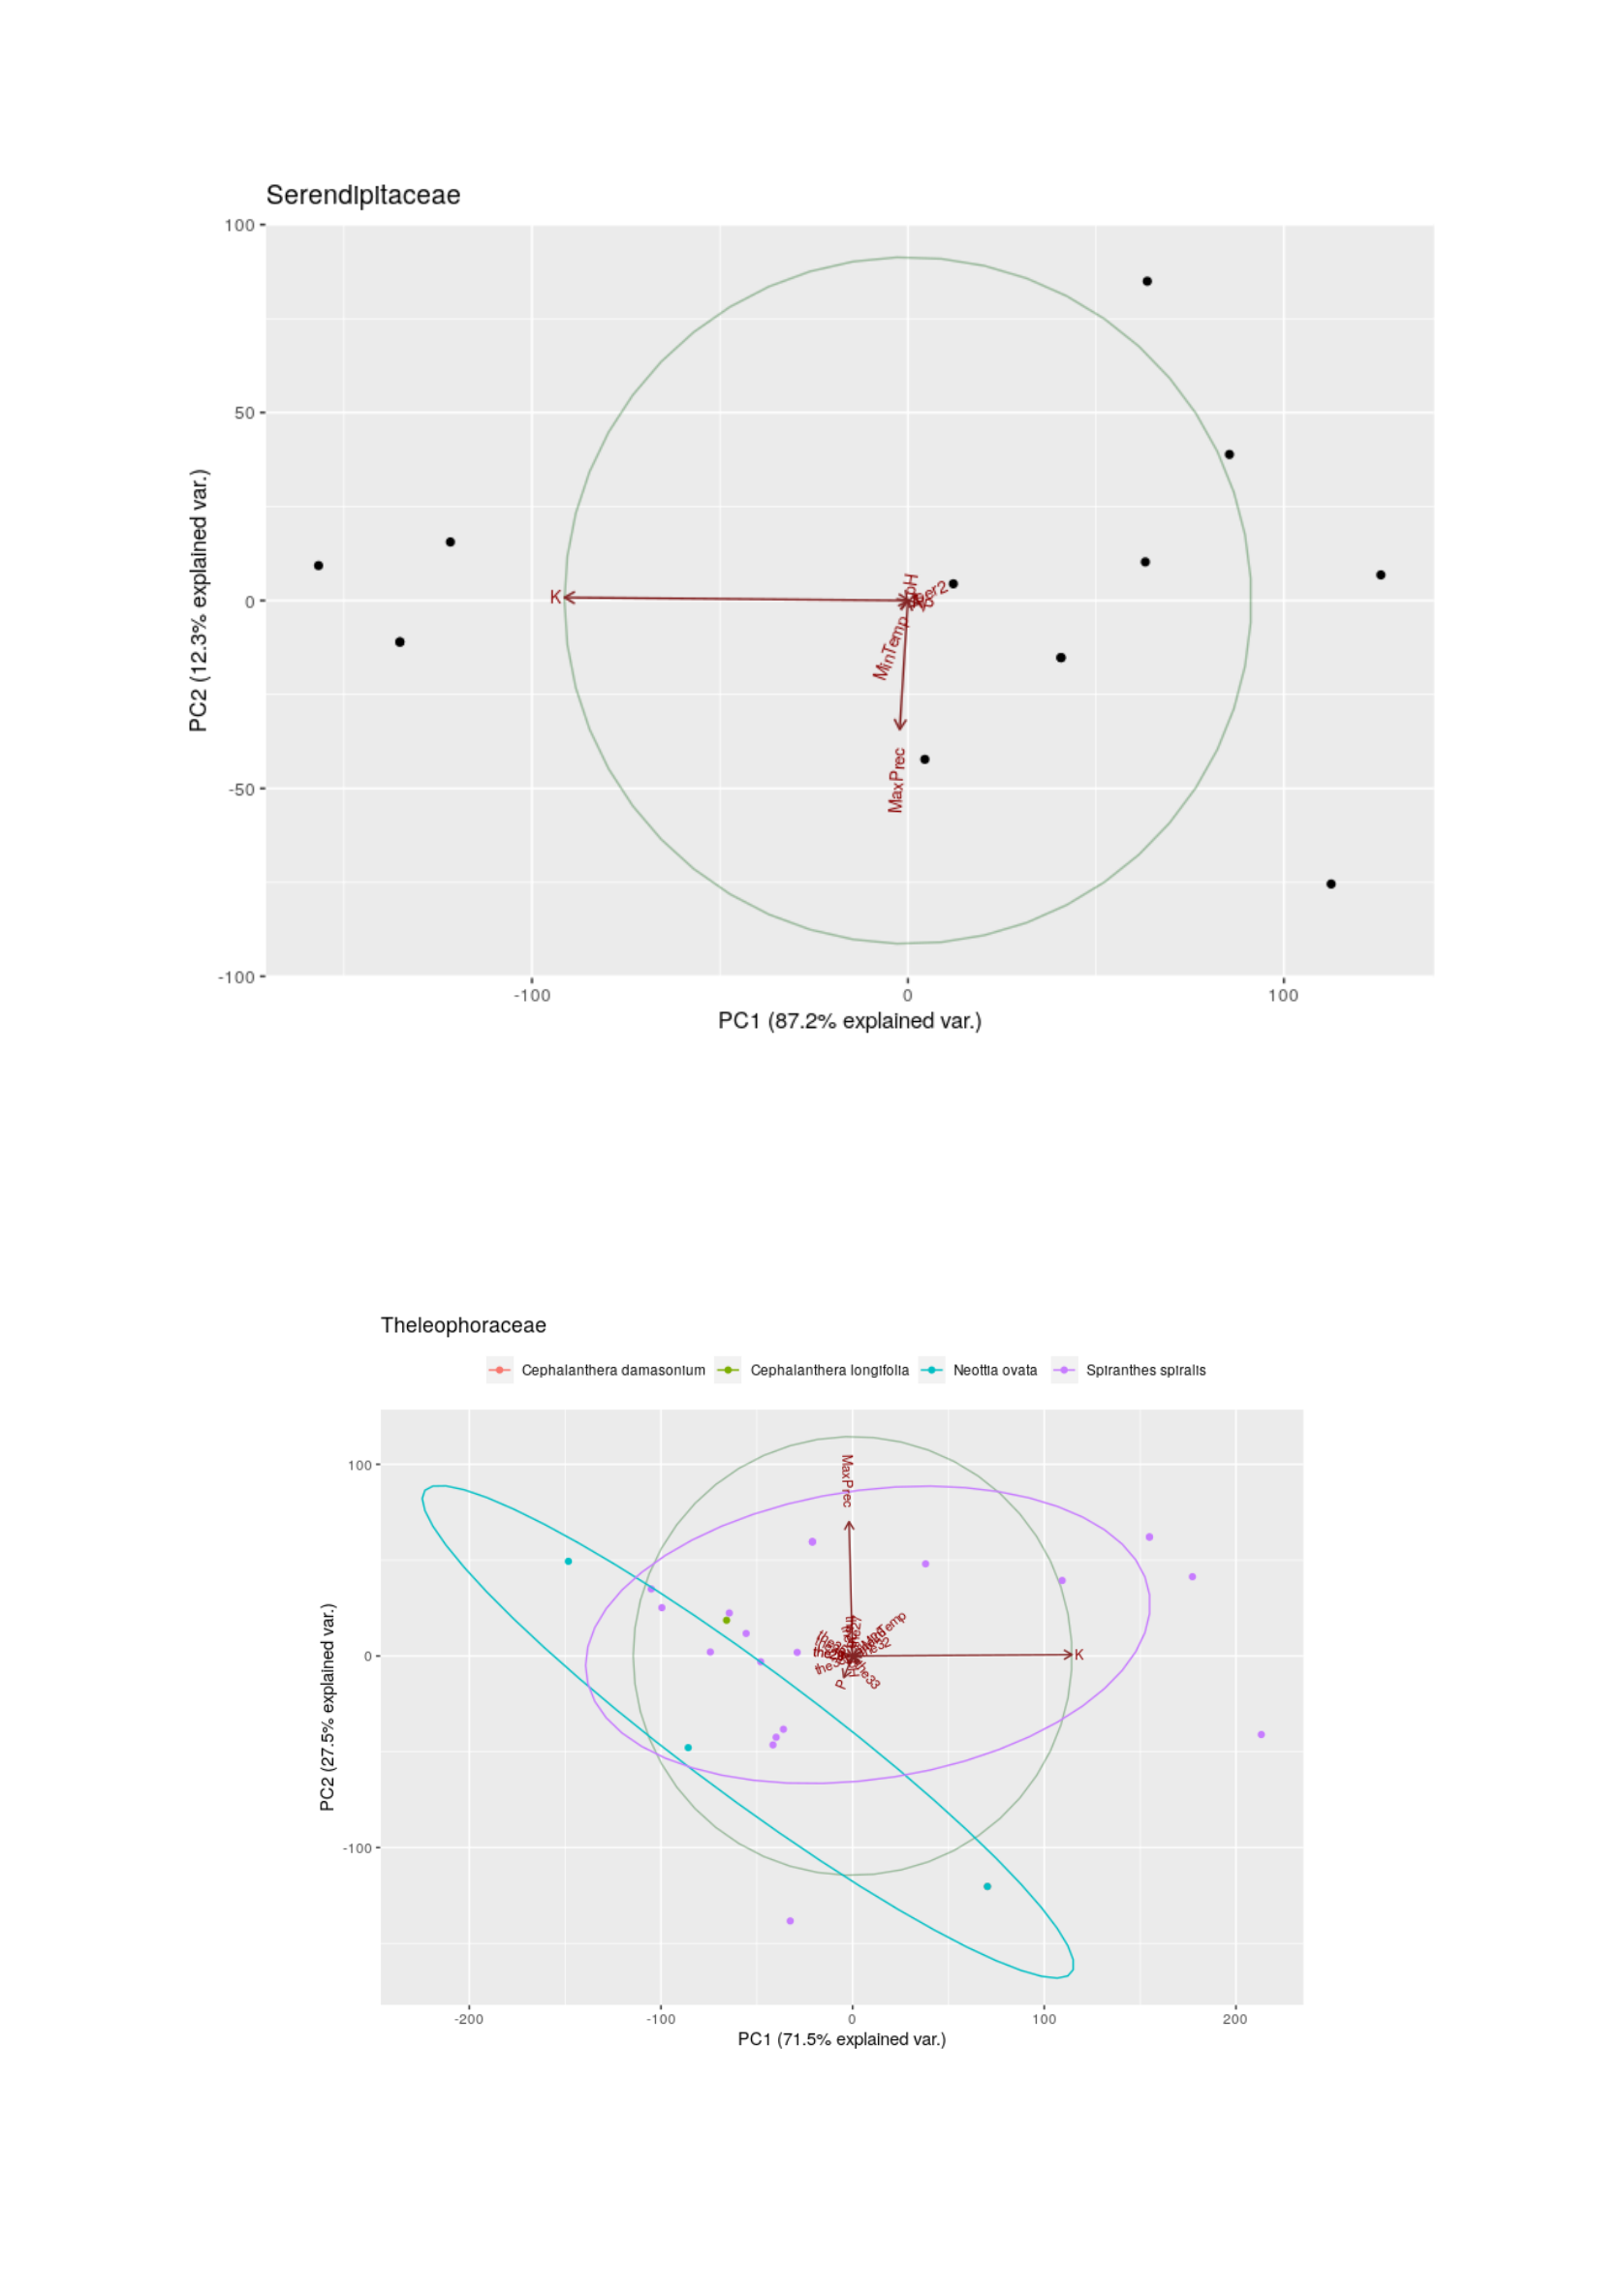 Serendipitaceae
100
50
0
-50
-100
PC2 (12.3% explained var.)
K
pH
MinTemp
MaxPrec
-100
0
100
PC1 (87.2% explained var.)
Theleophoraceae
Cephalanthera damasonium
Cephalanthera longifolia
Neottia ovata
Spiranthes spiralis
100
0
-100
PC2 (27.5% explained var.)
MaxPrec
K
P
-200
-100
0
100
200
PC1 (71.5% explained var.)